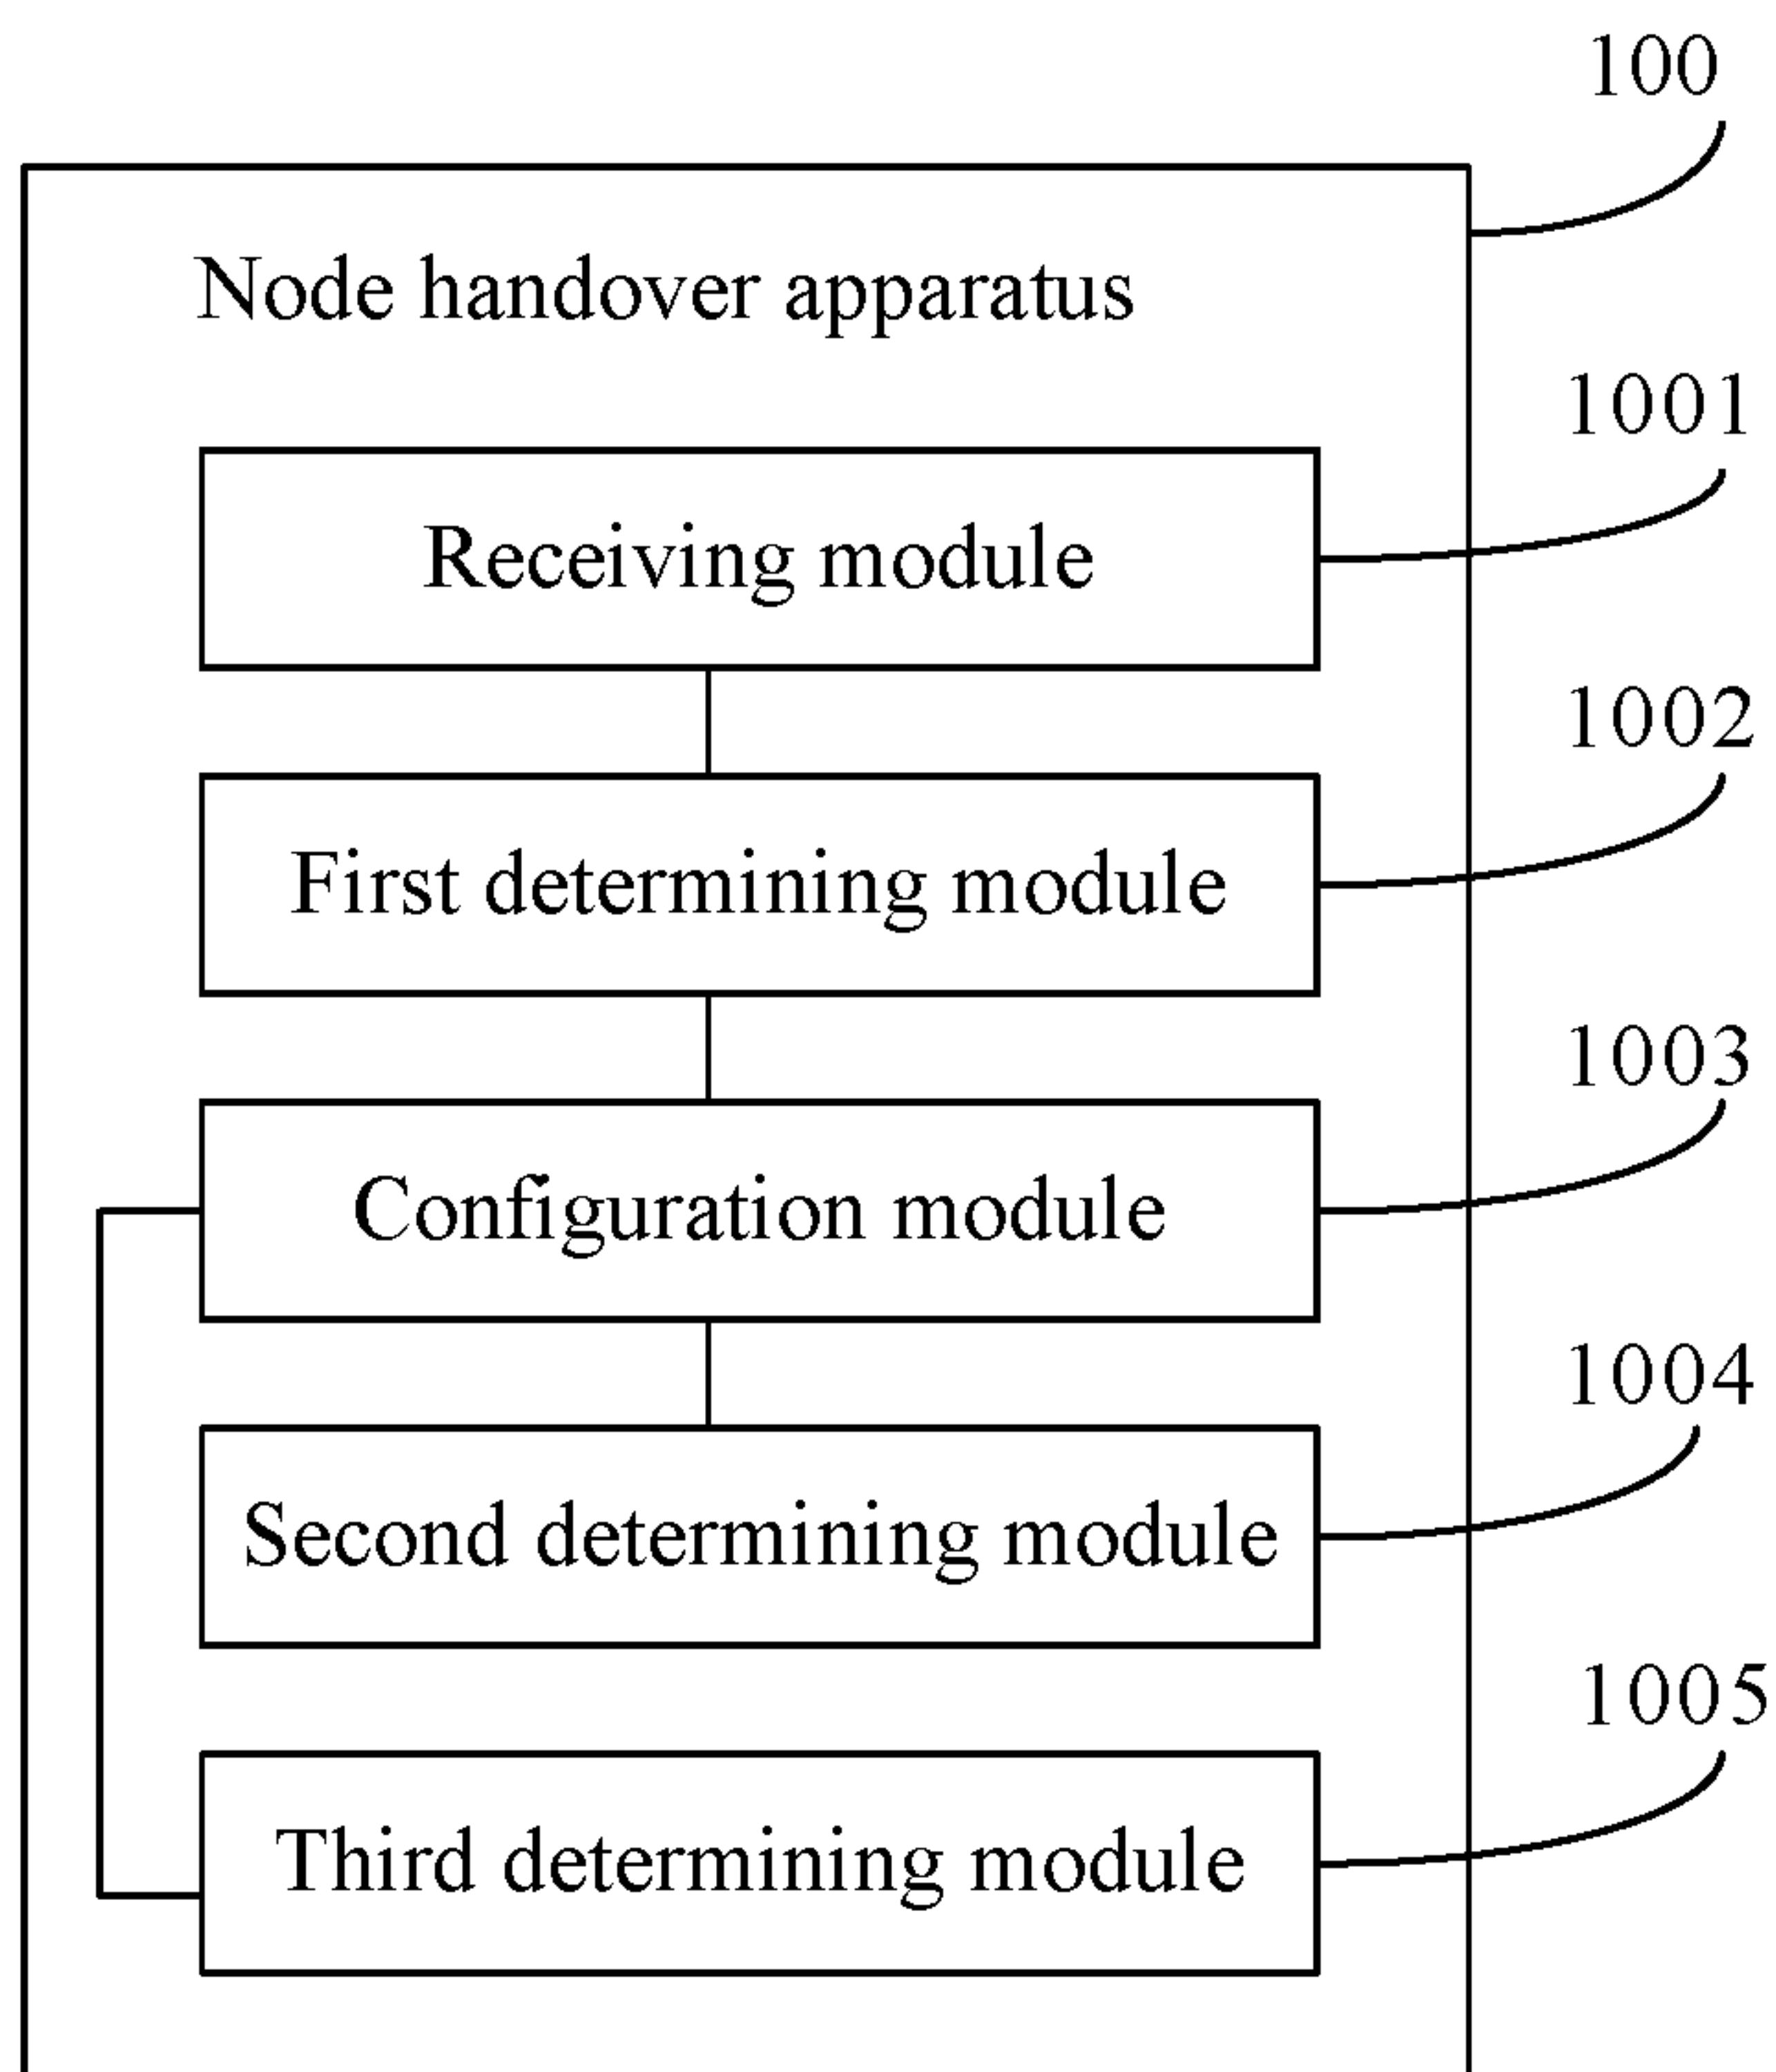 100
Node handover apparatus
1001
Receiving module
1002
First determining module
1003
Configuration module
1004
Second determining module
1005
Third determining module